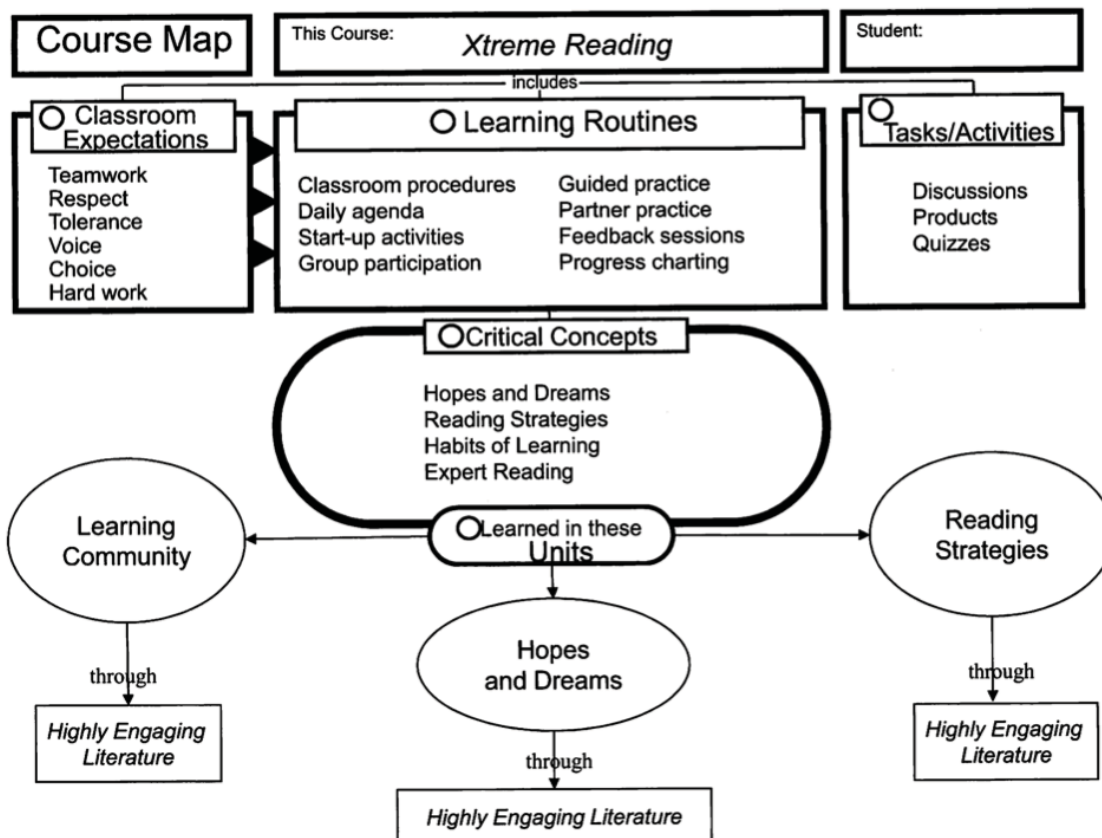 Course Map
This Course:
Xtreme Reading
Student:
includes
Classroom
Expectations
Teamwork
Respect
Tolerance
Voice
Choice
Hard work
Learning Routines
Classroom procedures
Daily agenda
Start-up activities
Group participation
Guided practice
Partner practice
Feedback sessions
Progress charting
Tasks/Activities
Discussions
Products
Quizzes
Critical Concepts
Hopes and Dreams
Reading Strategies
Habits of Learning
Expert Reading
Learned in these
Units
Learning
Community
through
Highly Engaging
Literature
Hopes
and Dreams
through
Highly Engaging Literature
Reading
Strategies
through
Highly Engaging
Literature